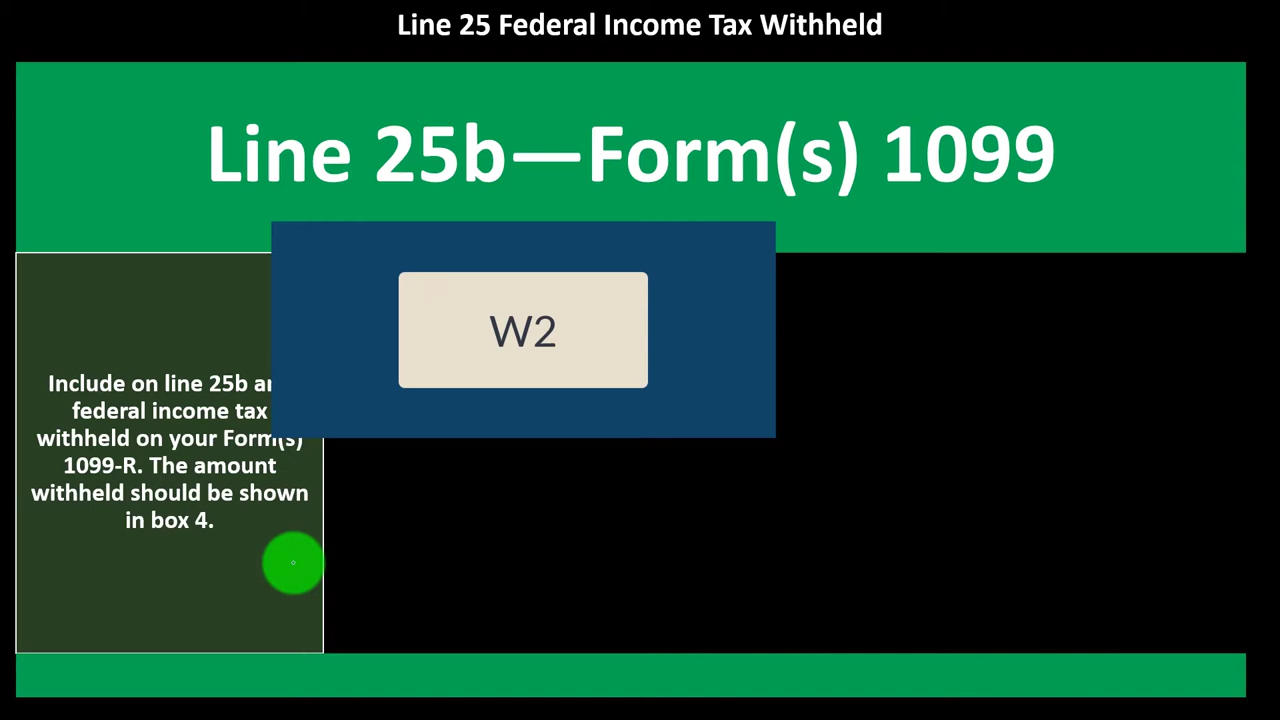 Line 25 Federal Income Tax Withheld
Line 25b—Form(s) 1099
W2
Include on line 25b
federal income tax
withheld on your Form(s)
1099-R. The amount
withheld should be shown
in box 4.